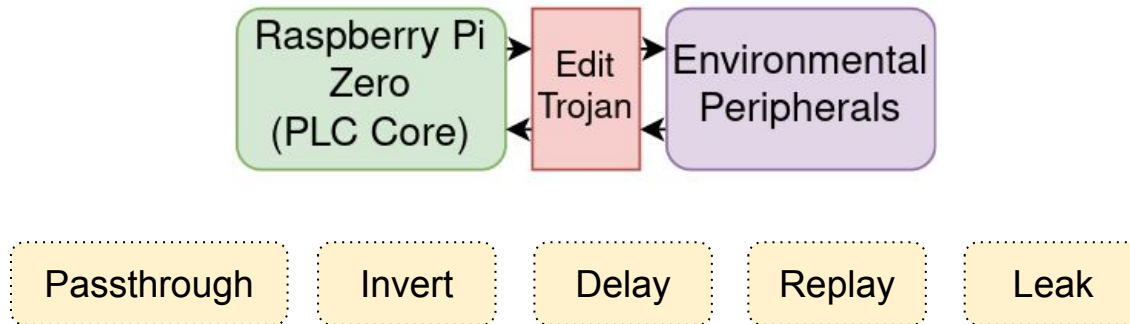 Raspberry Pi
Zero
(PLC Core)
Edit
Trojan
Environmental
Peripherals
Passthrough
Invert
Delay
Replay
Leak